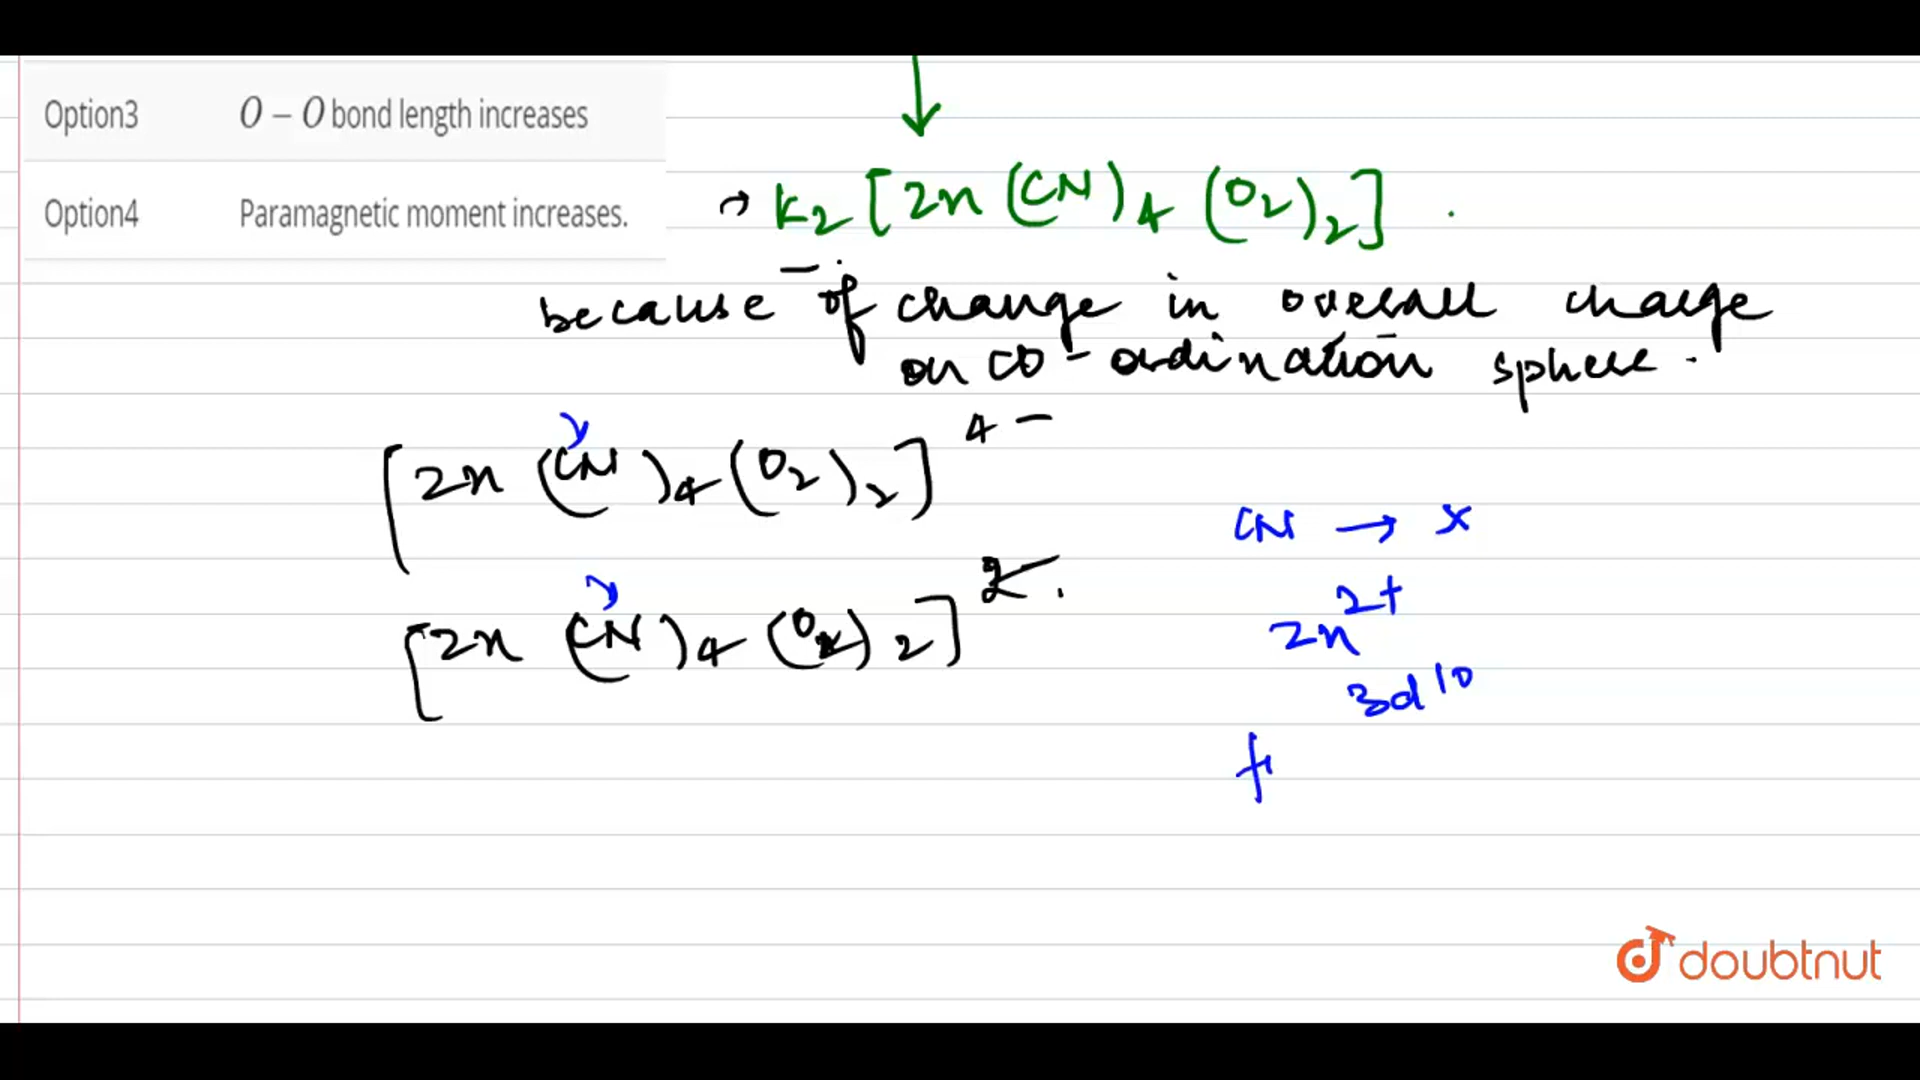 Option3 O – O bond length increases
Option4 Paramagnetic moment increases.
→ K2 [Zn (CN)4 (O2)2] .
because of change in overall charge
on co-ordination sphere.
[Zn (CN)4 (O2)2]4-
CN → x
[Zn (CN)4 (O2)2]2-.
Zn2+
3d10
doubtnut